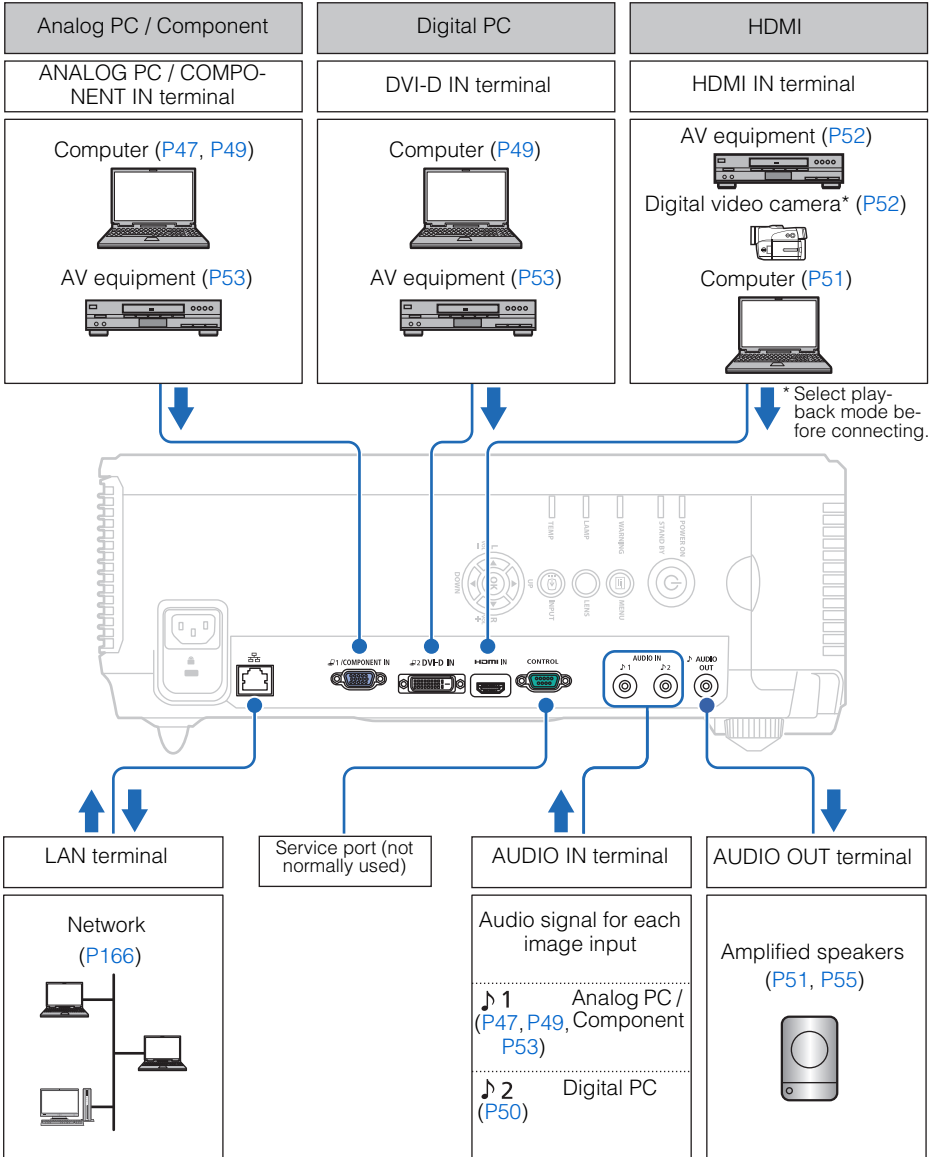 Analog PC / Component
Digital PC
HDMI
ANALOG PC / COMPO-
NENT IN terminal
DVI-D IN terminal
HDMI IN terminal
Computer (P47, P49)
AV equipment (P53)
Computer (P49)
AV equipment (P53)
AV equipment (P52)
Digital video camera* (P52)
Computer (P51)
* Select play-
back mode be-
fore connecting.
TEMP
LAMP
WARNING
STAND BY
POWER ON
VOL
L
DOWN
OK
UP
R
VOL
INPUT
LENS
MENU
1 /COMPONENT IN
2 DVI-D IN
HDMI IN
CONTROL
AUDIO IN
♪ 1
♪ 2
♪ AUDIO
OUT
LAN terminal
Service port (not
normally used)
AUDIO IN terminal
AUDIO OUT terminal
Network
(P166)
Audio signal for each
image input
♪ 1 Analog PC /
(P47, P49, Component
P53)
♪ 2 Digital PC
(P50)
Amplified speakers
(P51, P55)